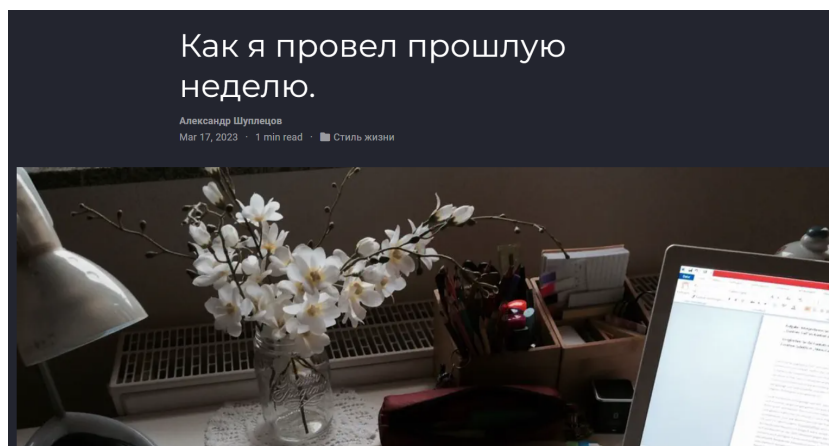 Как я провел прошлую
неделю.
Александр Шуплецов
Mar 17, 2023 · 1 min read · Стиль жизни